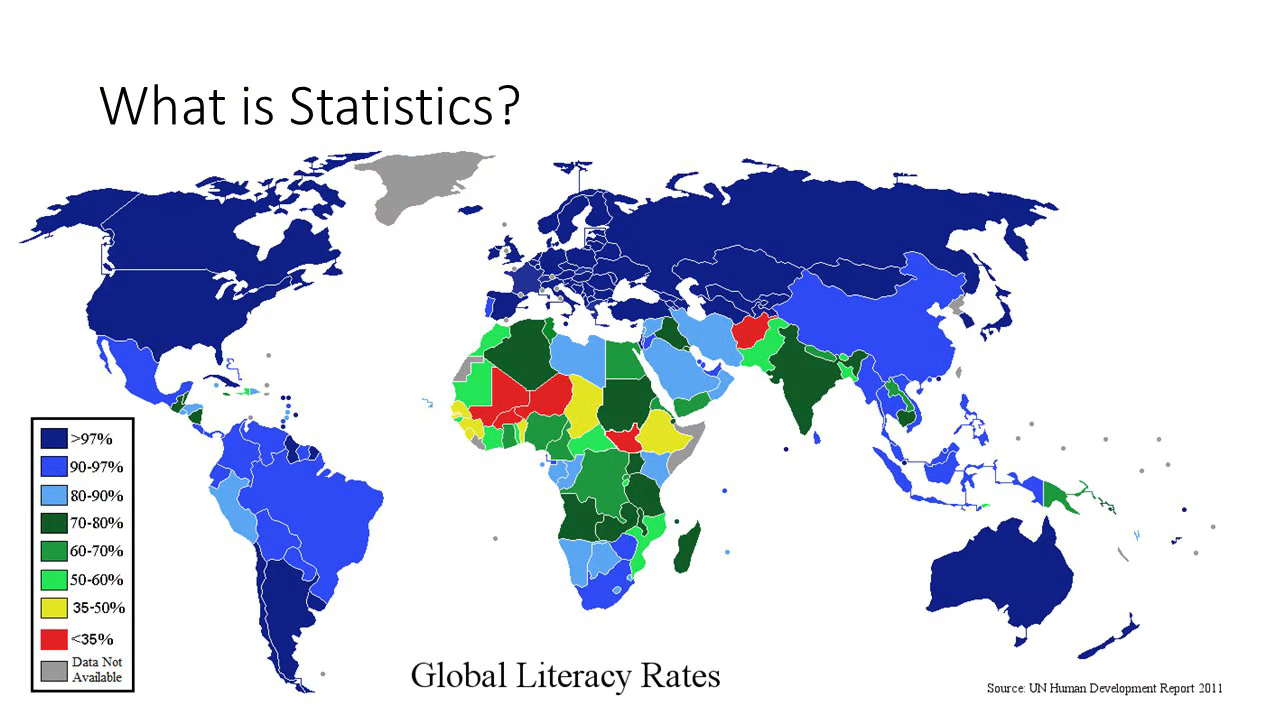 What is Statistics?
>97%
90-97%
80-90%
70-80%
60-70%
50-60%
35-50%
<35%
Data Not
Available
Global Literacy Rates
Source: UN Human Development Report 2011